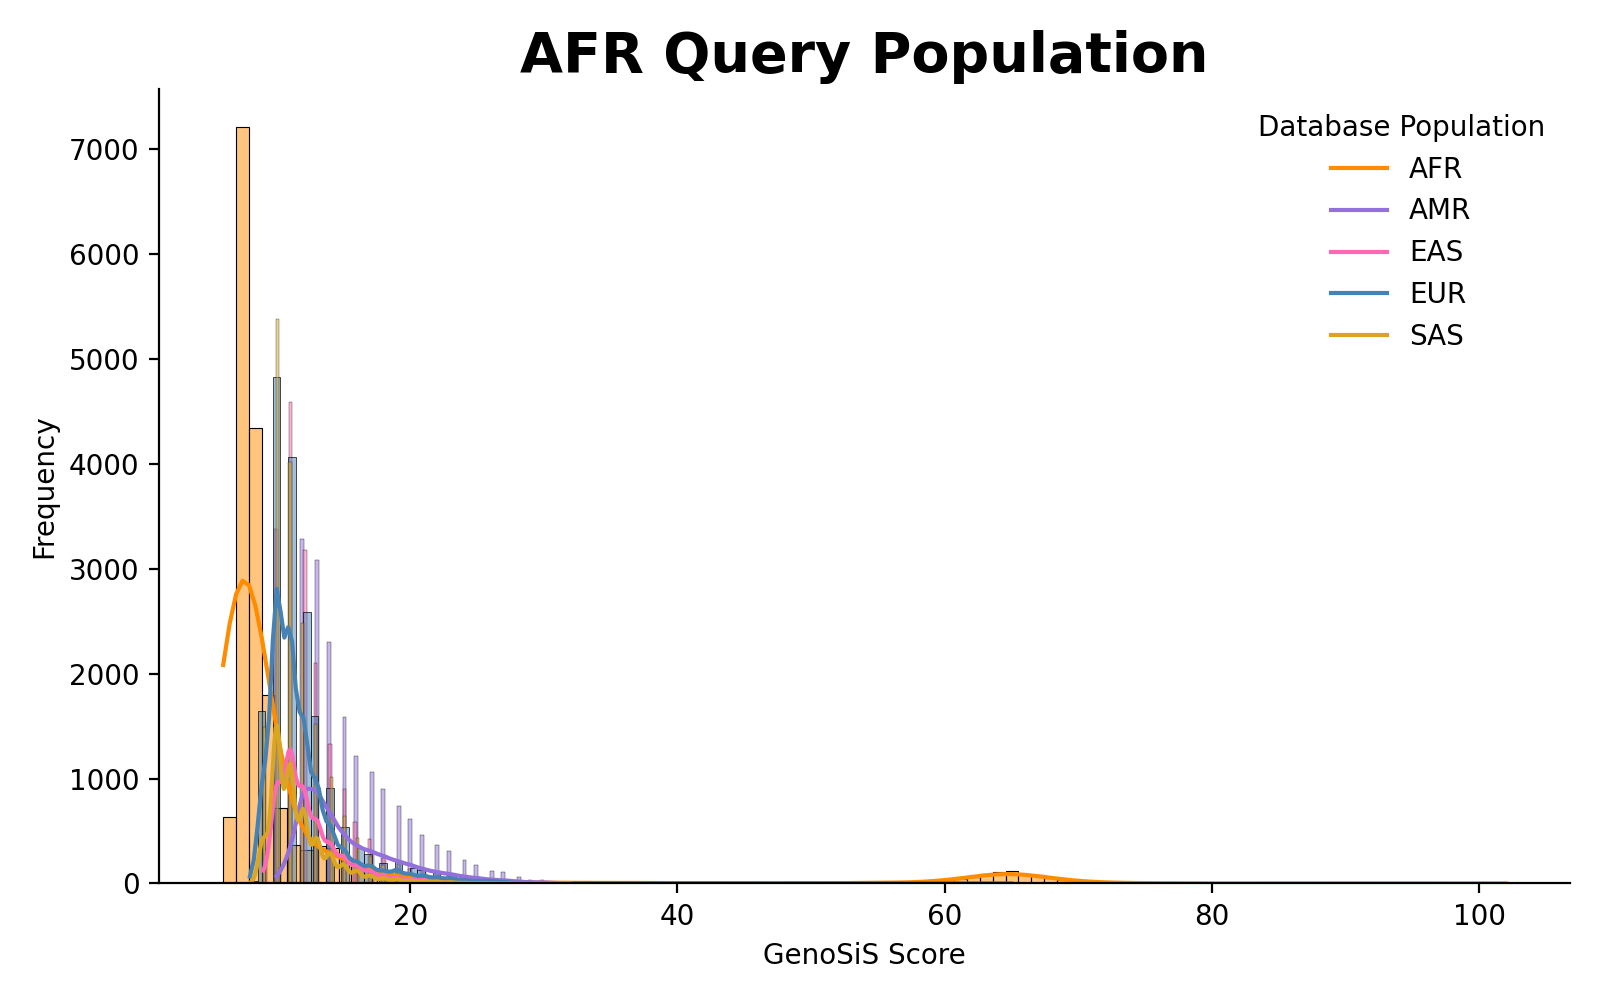 AFR Query Population
Database Population
AFR
AMR
EAS
EUR
SAS
7000
6000
5000
4000
3000
2000
1000
0
Frequency
20
40
60
80
100
GenoSiS Score